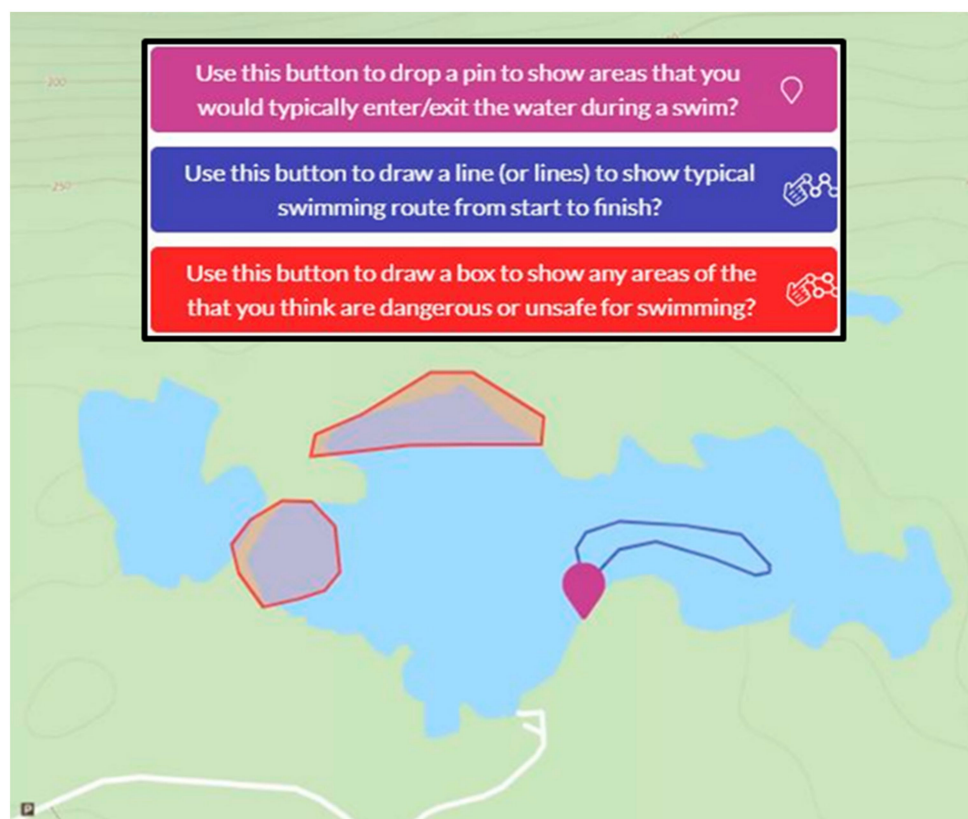 Use this button to drop a pin to show areas that you
would typically enter/exit the water during a swim?
300
250
Use this button to draw a line (or lines) to show typical
swimming route from start to finish?
Use this button to draw a box to show any areas of the
that you think are dangerous or unsafe for swimming?
P